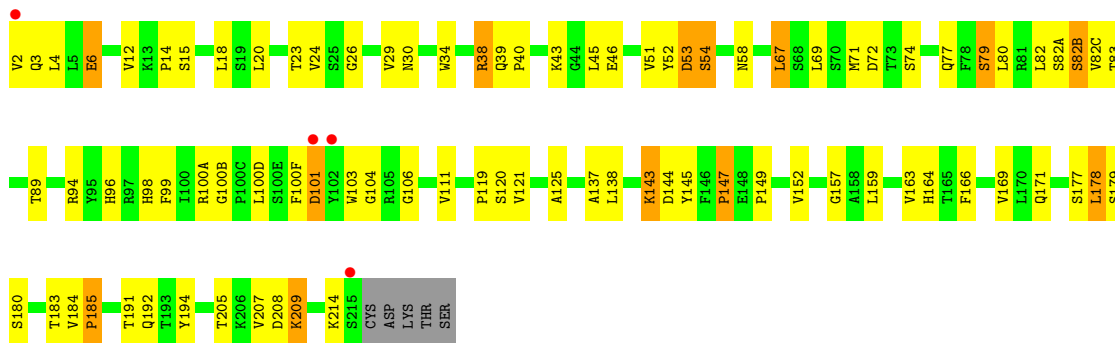 V2 Q3 L4 L5 E6 V12 K13 P14 S15 L18 S19 L20 T23 V24 S25 G26 V29 N30 W34 R38 Q39 P40 K43 G44 L45 E46 V51 Y52 D53 S54 N58 L67 S68 L69 S70 M71 D72 T73 S74 Q77 F78 S79 L80 R81 L82 S82A S82B V82C T83
T89 R94 Y95 H96 R97 H98 F99 I100 R100A G100B P100C L100D S100E F100F D101 Y102 W103 G104 R105 G106 V111 P119 S120 V121 A125 A137 L138 K143 D144 Y145 F146 P147 E148 P149 V152 G157 A158 L159 V163 H164 T165 F166 V169 L170 Q171 S177 L178 S179
S180 T183 V184 P185 T191 Q192 T193 Y194 T205 K206 V207 D208 K209 K214 S215 CYS ASP LYS THR SER